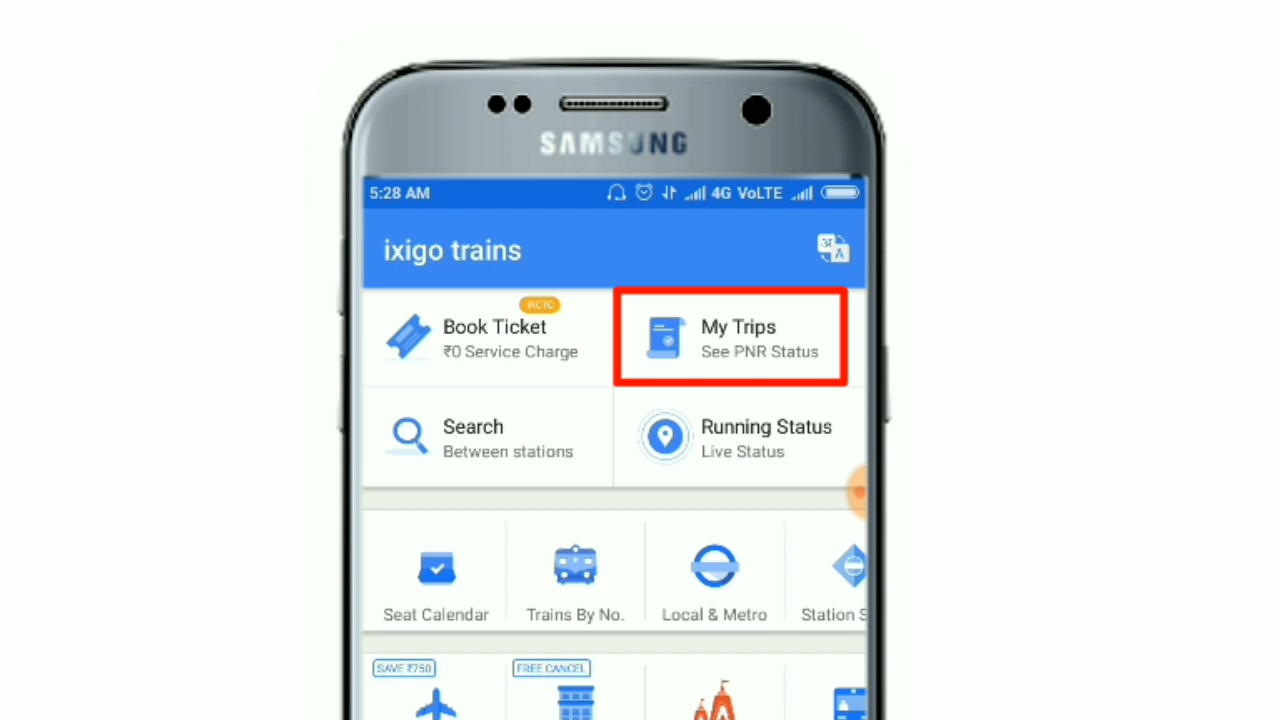 SAMSUNG
5:28 AM 4G VoLTE
ixigo trains
अ A
IRCTC
Book Ticket
₹0 Service Charge
My Trips
See PNR Status
Search
Between stations
Running Status
Live Status
Seat Calendar
Trains By No.
Local & Metro
Station S
SAVE ₹750
FREE CANCEL